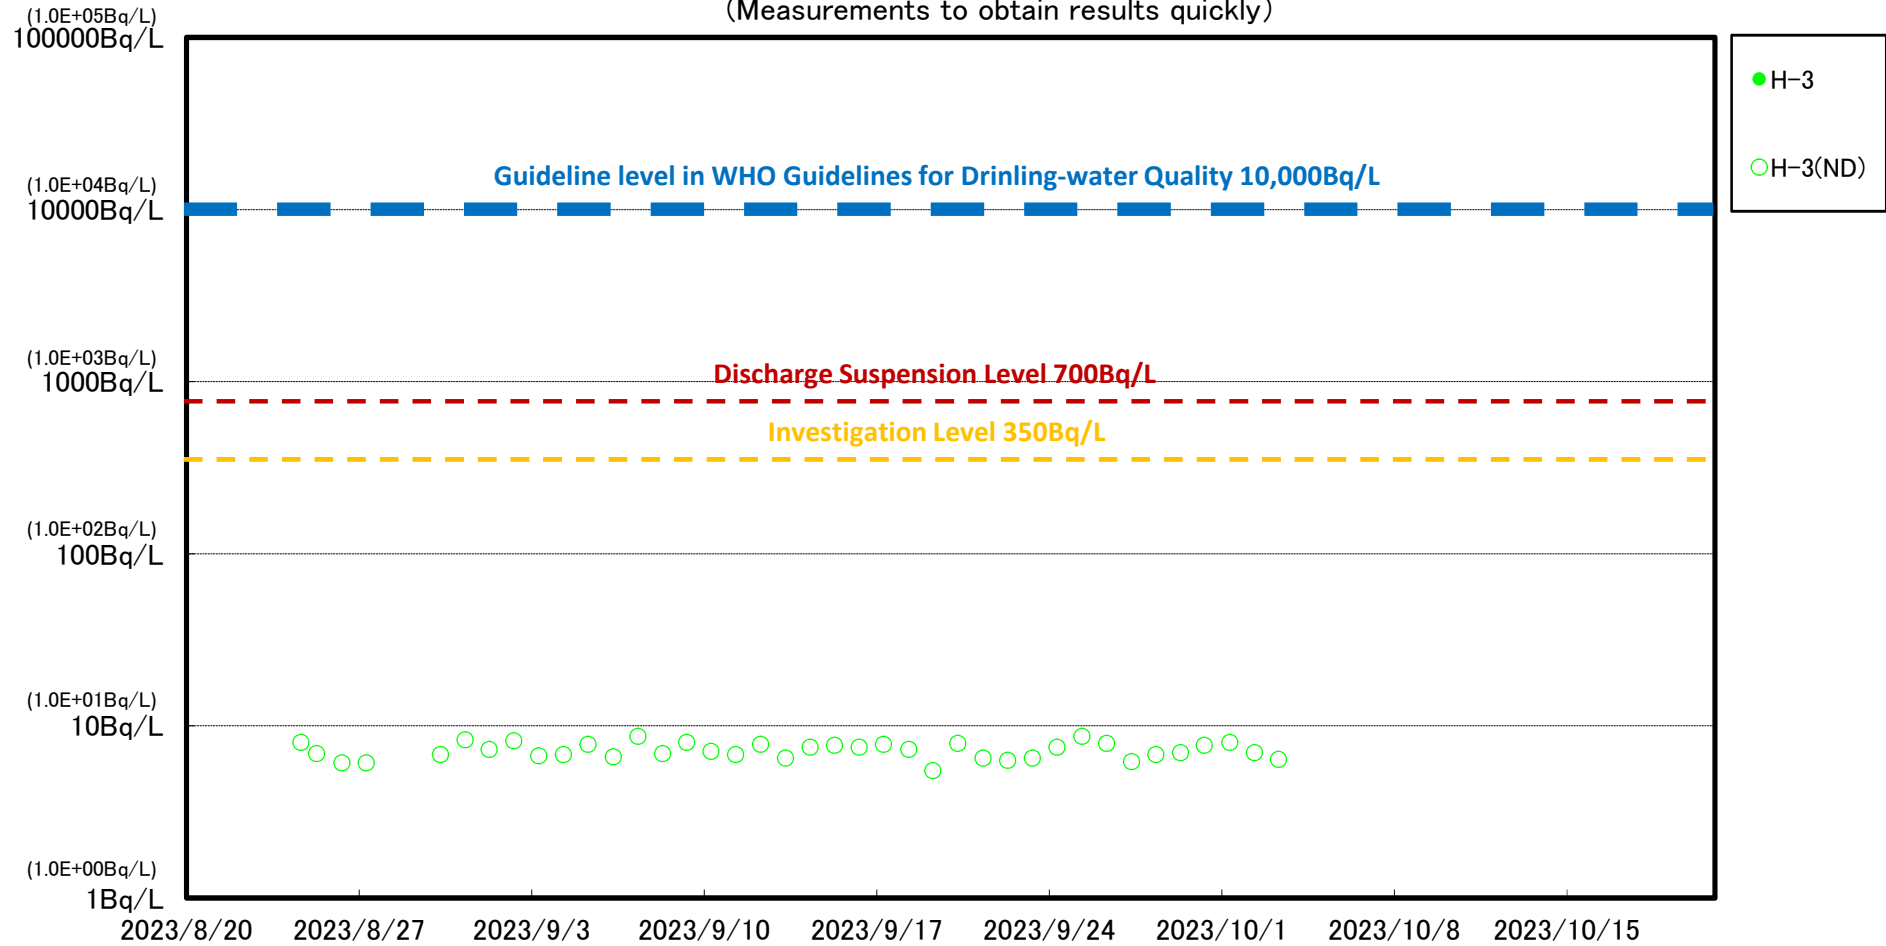 (Measurements to obtain results quickly)
(1.0E+05Bq/L)
100000Bq/L
H-3
H-3(ND)
Guideline level in WHO Guidelines for Drinling-water Quality 10,000Bq/L
(1.0E+04Bq/L)
10000Bq/L
(1.0E+03Bq/L)
1000Bq/L
Discharge Suspension Level 700Bq/L
Investigation Level 350Bq/L
(1.0E+02Bq/L)
100Bq/L
(1.0E+01Bq/L)
10Bq/L
(1.0E+00Bq/L)
1Bq/L
2023/8/20 2023/8/27 2023/9/3 2023/9/10 2023/9/17 2023/9/24 2023/10/1 2023/10/8 2023/10/15